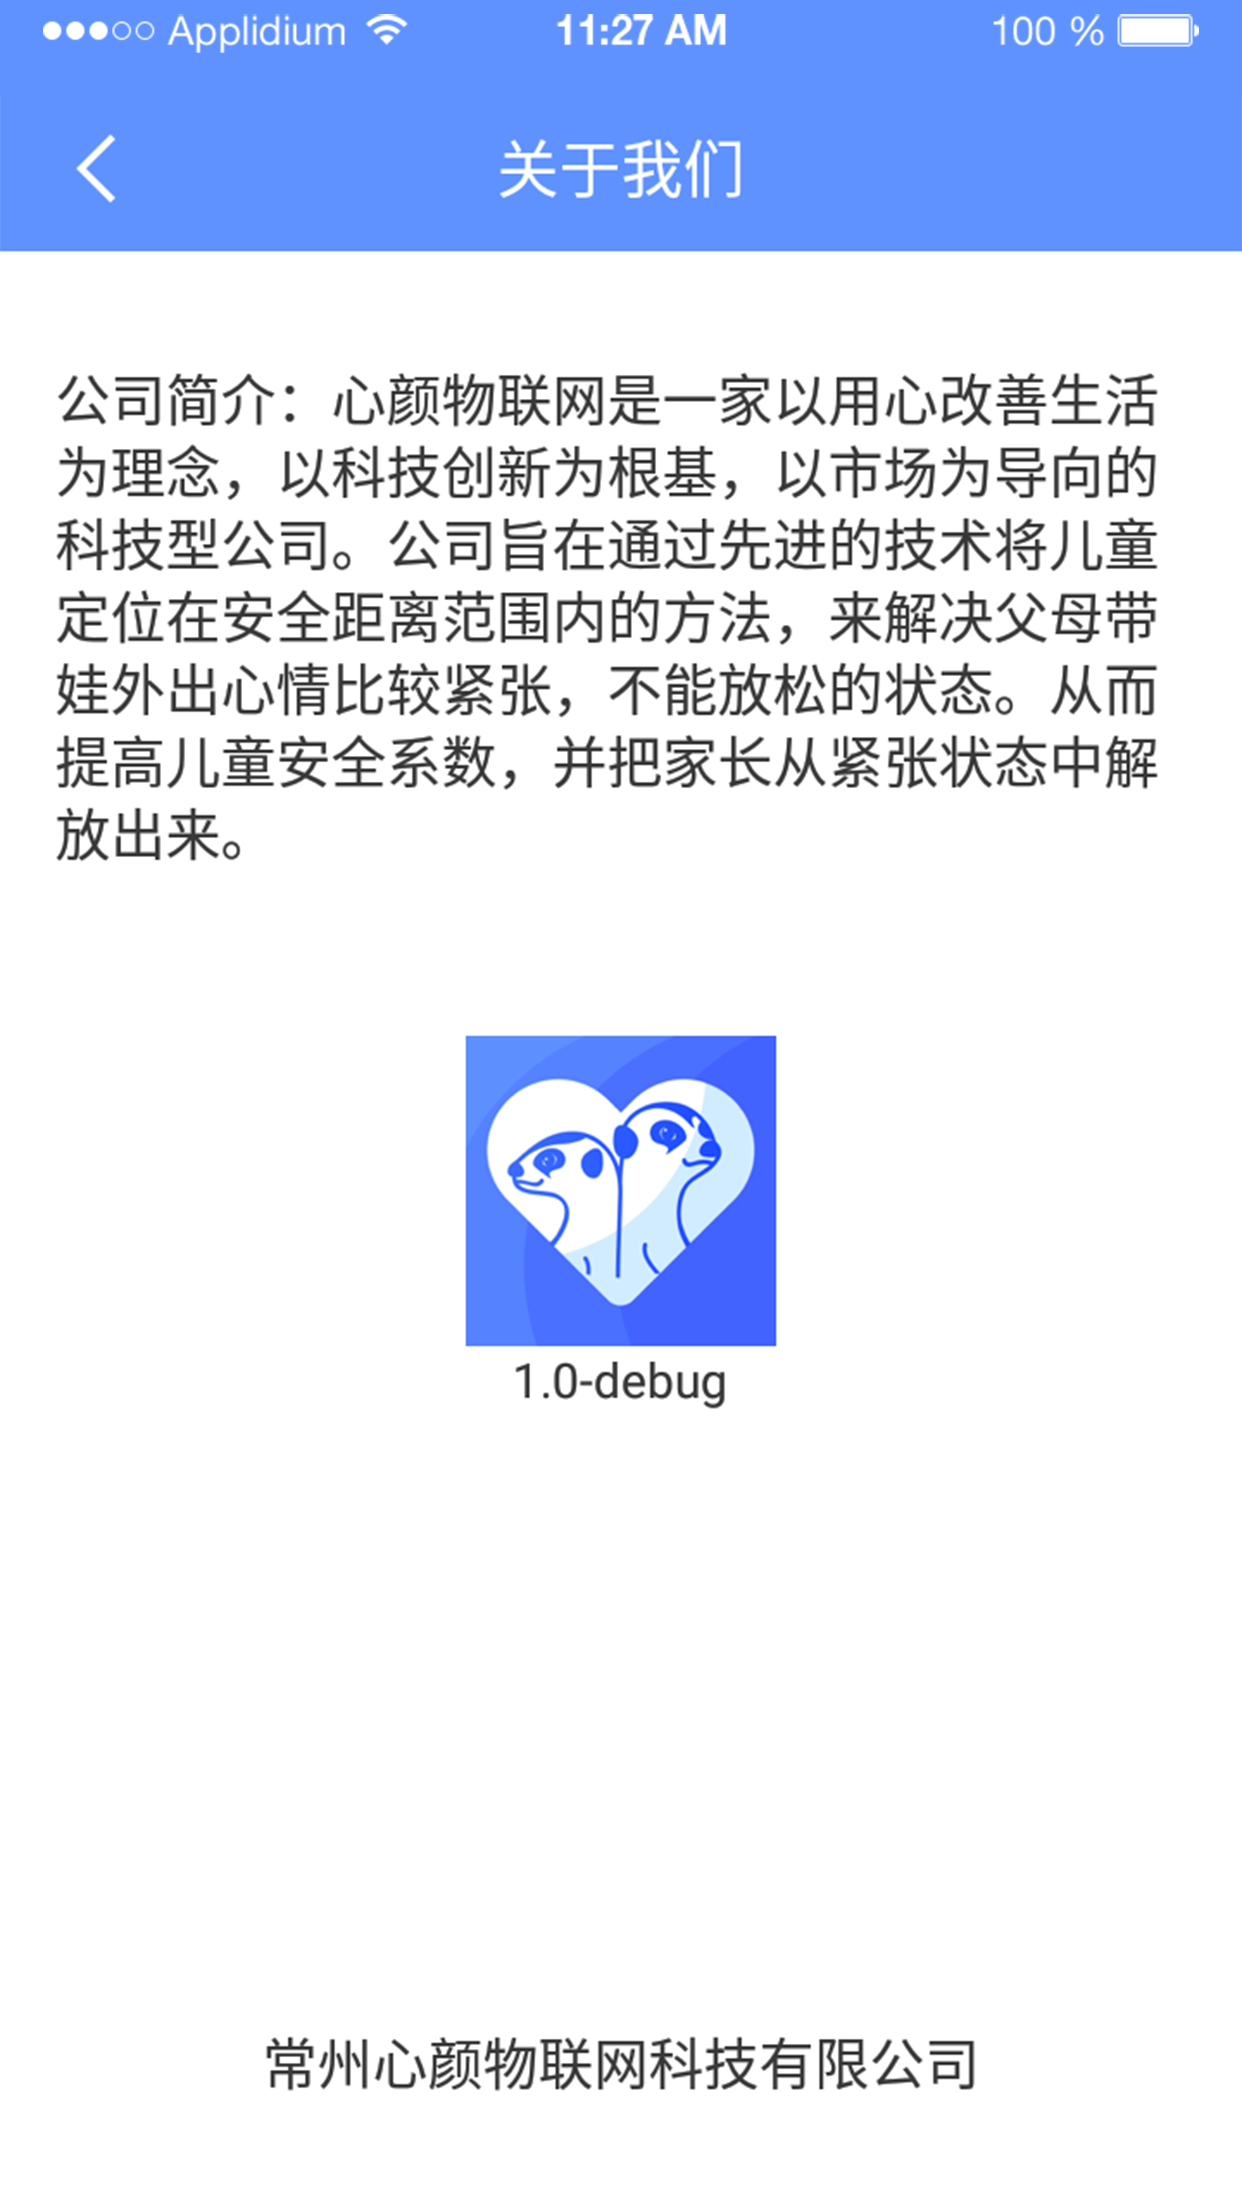 Applidium 11:27 AM 100 %
关于我们
公司简介：心颜物联网是一家以用心改善生活
为理念，以科技创新为根基，以市场为导向的
科技型公司。公司旨在通过先进的技术将儿童
定位在安全距离范围内的方法，来解决父母带
娃外出心情比较紧张，不能放松的状态。从而
提高儿童安全系数，并把家长从紧张状态中解
放出来。
1.0-debug
常州心颜物联网科技有限公司